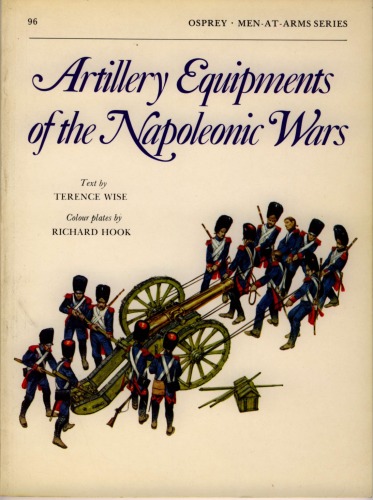 96
OSPREY · MEN-AT-ARMS SERIES
Artillery Equipments
of the Napoleonic Wars
Text by
TERENCE WISE
Colour plates by
RICHARD HOOK